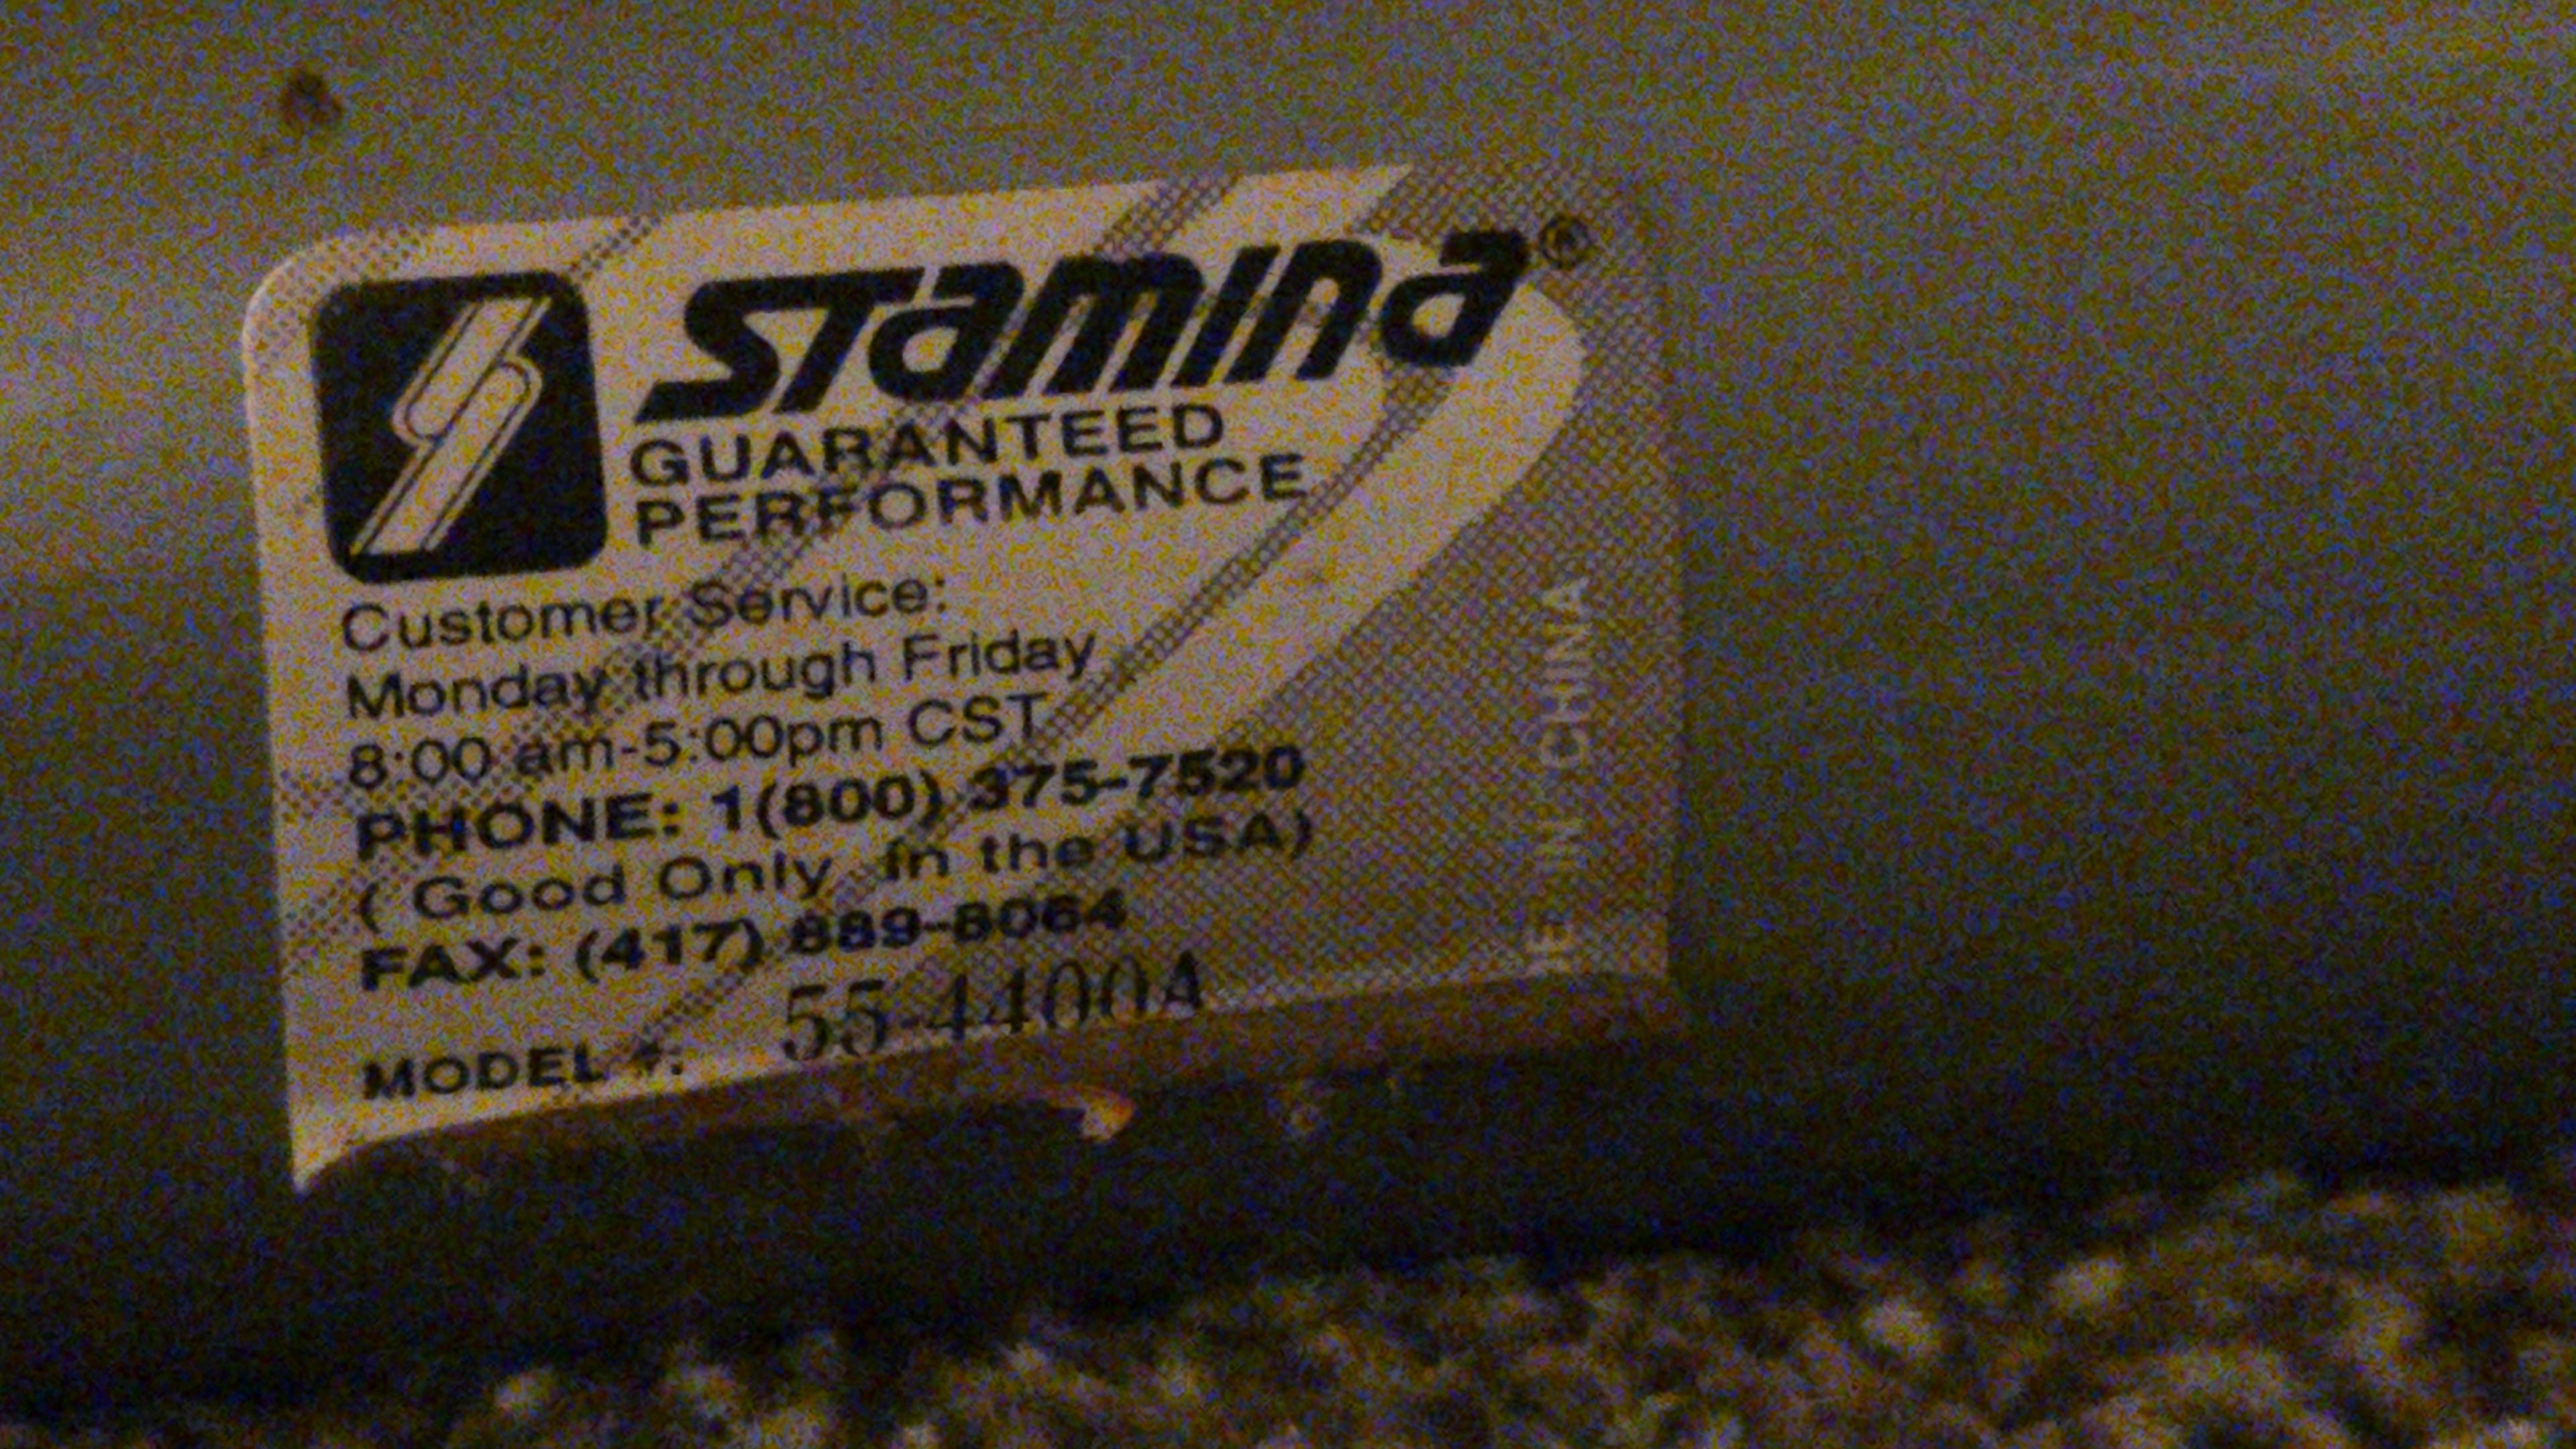 Stamina®
GUARANTEED
PERFORMANCE
Customer Service:
Monday through Friday
8:00 am-5:00pm CST
PHONE: 1(800) 375-7520
( Good Only in the USA)
FAX: (417) 889-8064
MODEL #: 55-4400A
IN CHINA